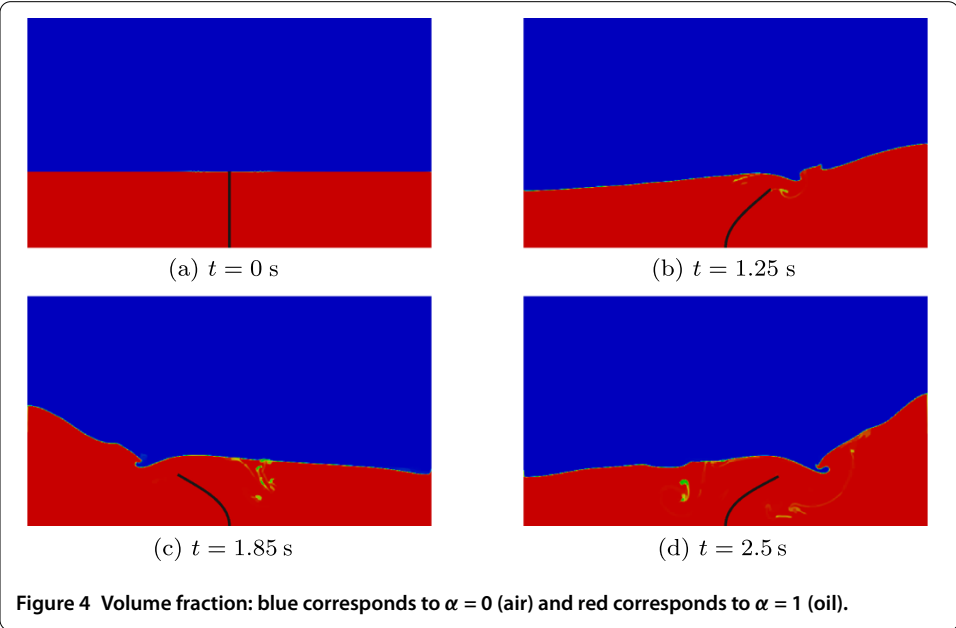 (a) t = 0 s
(b) t = 1.25 s
(c) t = 1.85 s
(d) t = 2.5 s
Figure 4 Volume fraction: blue corresponds to α = 0 (air) and red corresponds to α = 1 (oil).